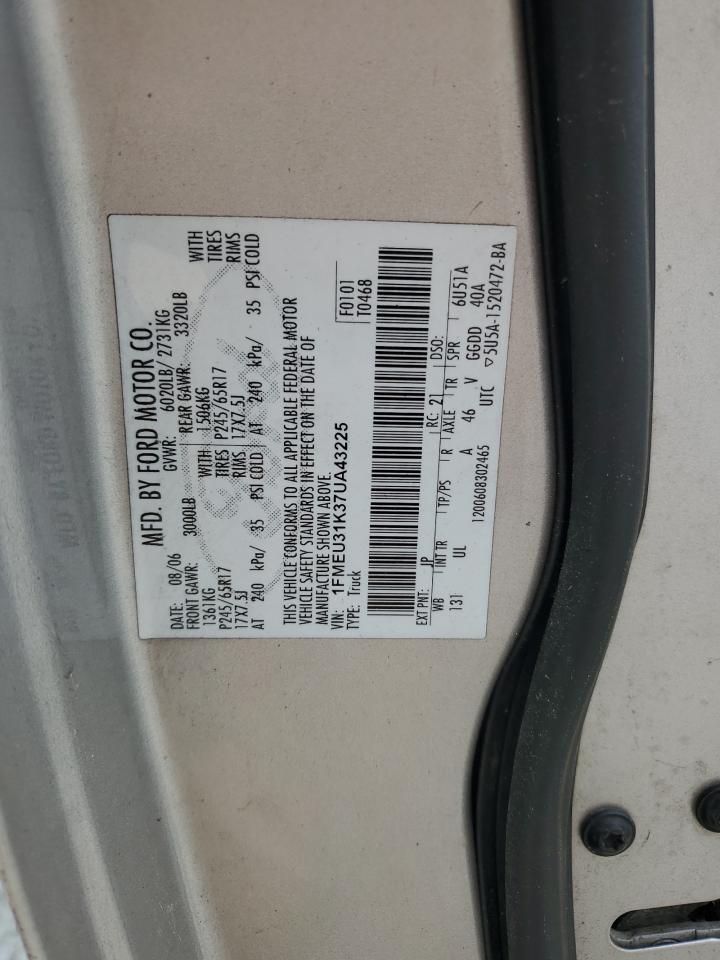 MFD. BY FORD MOTOR CO.
DATE: 08/06 GVWR: 6020LB/ 2731KG
FRONT GAWR: 3000LB REAR GAWR: 3320LB
1361KG WITH 1506KG WITH
P245/65R17 TIRES P245/65R17 TIRES
17X7.5J RIMS 17X7.5J RIMS
AT 240 kPa/ 35 PSI COLD AT 240 kPa/ 35 PSI COLD
THIS VEHICLE CONFORMS TO ALL APPLICABLE FEDERAL MOTOR
VEHICLE SAFETY STANDARDS IN EFFECT ON THE DATE OF
MANUFACTURE SHOWN ABOVE.
VIN: 1FMEU31K37UA43225 F0101
TYPE: Truck T0468
EXT PNT: JP RC: 21 DSO:
WB INT TR TP/PS R AXLE TR SPR 6U51A
131 UL A 46 V GGDD 40A
1200608302465 UTC ▽5U5A-1520472-BA